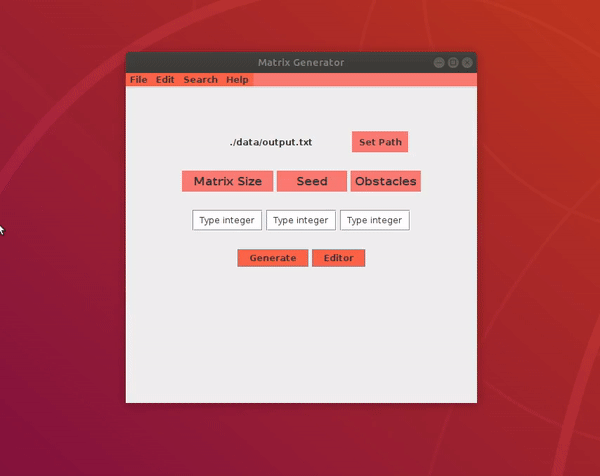 Matrix Generator
File Edit Search Help
./data/output.txt Set Path
Matrix Size Seed Obstacles
Type integer Type integer Type integer
Generate Editor